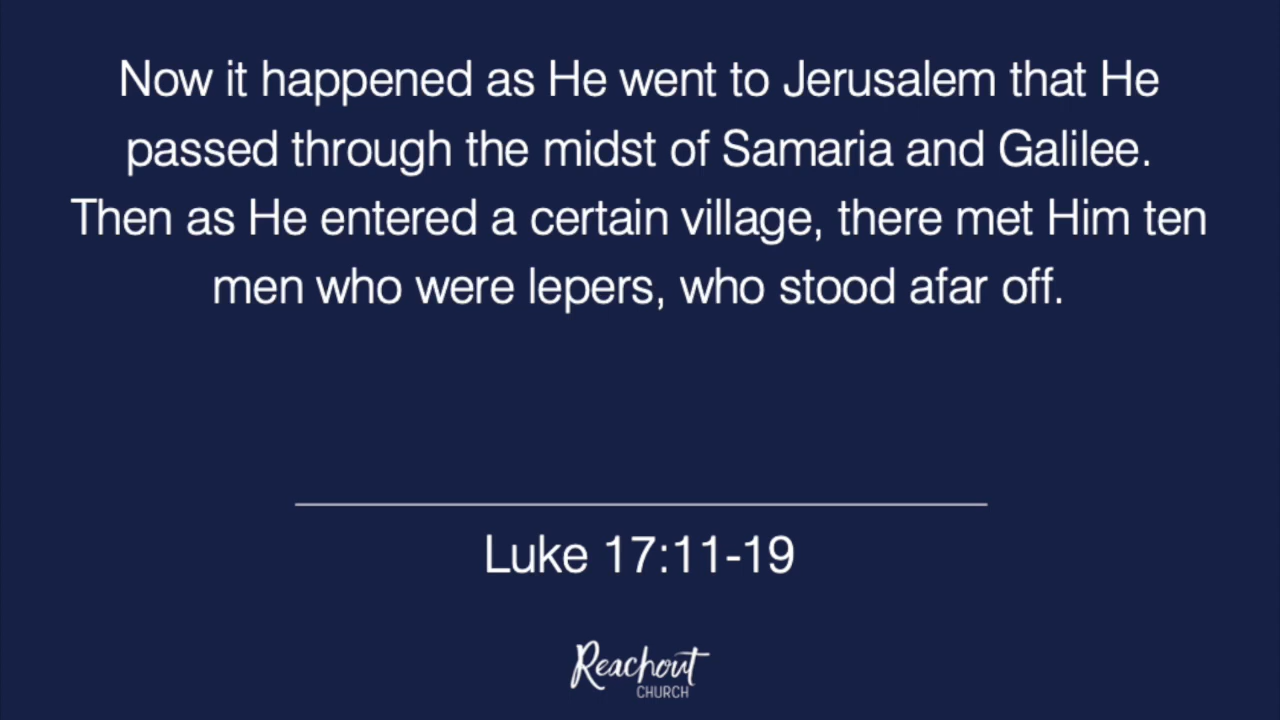 Now it happened as He went to Jerusalem that He
passed through the midst of Samaria and Galilee.
Then as He entered a certain village, there met Him ten
men who were lepers, who stood afar off.
Luke 17:11-19
Reachout
CHURCH